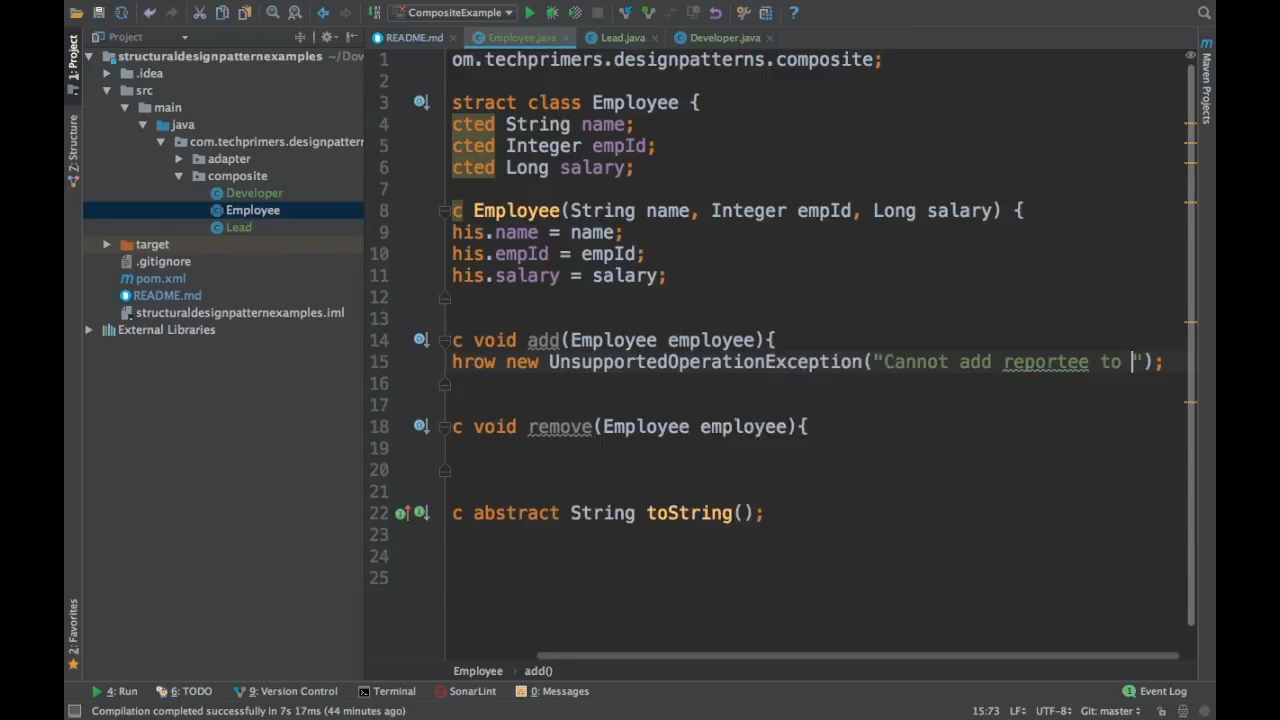 CompositeExample
Project
README.md
Employee.java
Lead.java
Developer.java
1: Project
Z: Structure
2: Favorites
Maven Projects
structuraldesignpatternexamples ~/Dow
.idea
src
main
java
com.techprimers.designpattern
adapter
composite
Developer
Employee
Lead
target
.gitignore
pom.xml
README.md
structuraldesignpatternexamples.iml
External Libraries
1 om.techprimers.designpatterns.composite;
2
3 stract class Employee {
4 cted String name;
5 cted Integer empId;
6 cted Long salary;
7
8 c Employee(String name, Integer empId, Long salary) {
9 his.name = name;
10 his.empId = empId;
11 his.salary = salary;
12
13
14 c void add(Employee employee){
15 hrow new UnsupportedOperationException("Cannot add reportee to ");
16
17
18 c void remove(Employee employee){
19
20
21
22 c abstract String toString();
23
24
25
Employee › add()
4: Run
6: TODO
9: Version Control
Terminal
SonarLint
0: Messages
1 Event Log
Compilation completed successfully in 7s 17ms (44 minutes ago)
15:73
LF
UTF-8
Git: master